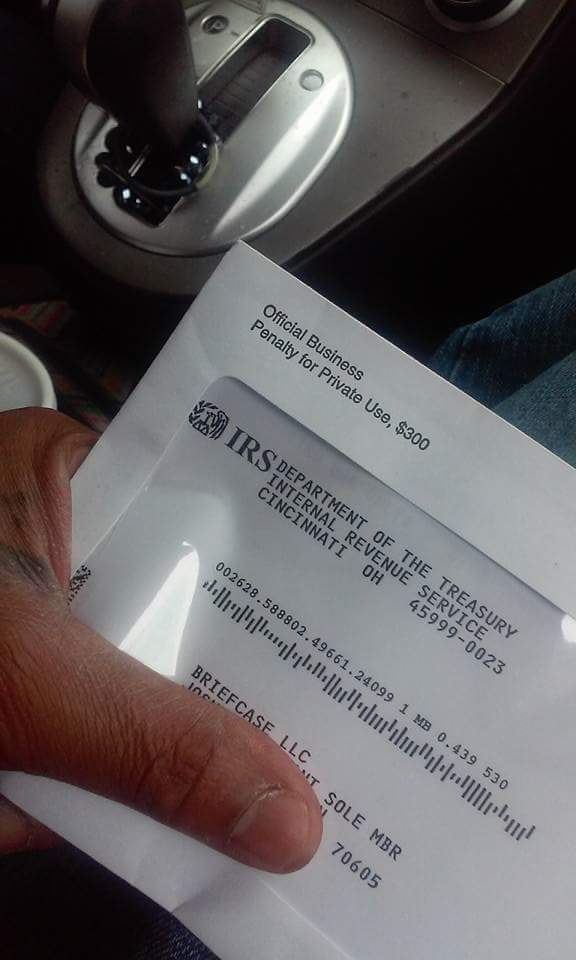 P
Official Business
Penalty for Private Use, $300
IRS DEPARTMENT OF THE TREASURY
INTERNAL REVENUE SERVICE
CINCINNATI OH 45999-0023
002628.588802.49661.24099 1 MB 0.439 530
BRIEFCASE LLC
SOLE MBR
70605